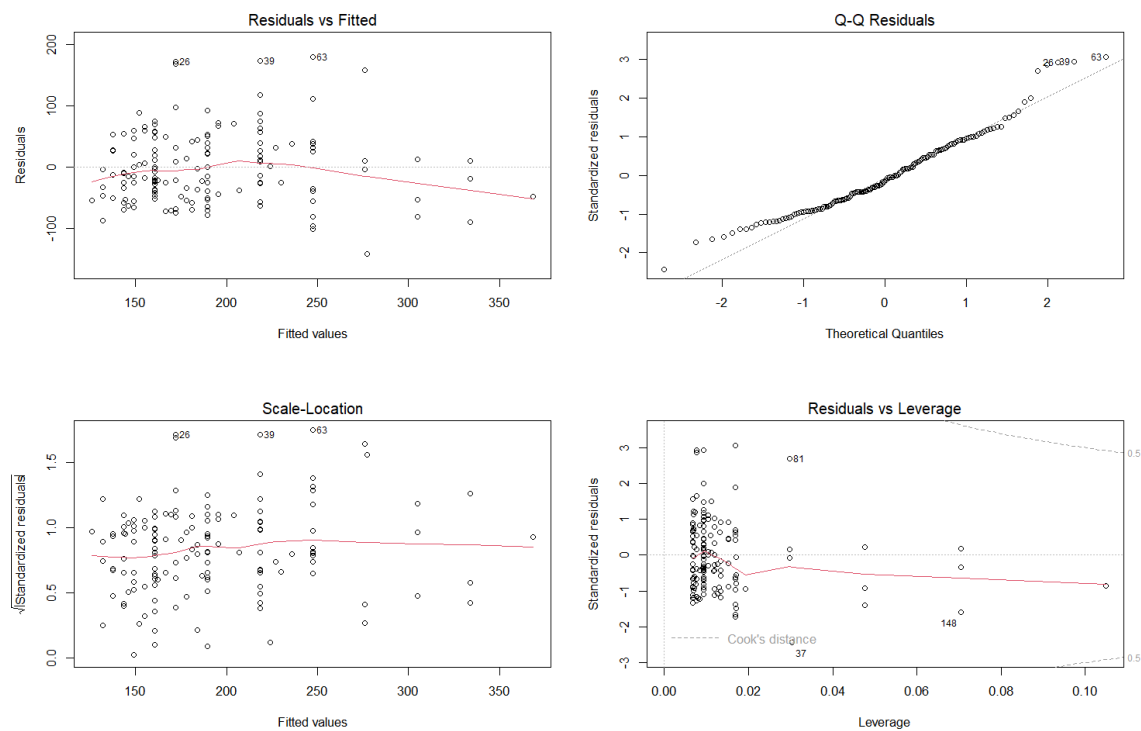 Residuals vs Fitted
Residuals
200
100
0
-100
26
39
63
150 200 250 300 350
Fitted values
Q-Q Residuals
Standardized residuals
3
2
1
0
-1
-2
26 39
63
-2 -1 0 1 2
Theoretical Quantiles
Scale-Location
√|Standardized residuals|
1.5
1.0
0.5
0.0
26
39
63
150 200 250 300 350
Fitted values
Residuals vs Leverage
Standardized residuals
3
2
1
0
-1
-2
-3
81
148
37
0.5
0.5
Cook's distance
0.00 0.02 0.04 0.06 0.08 0.10
Leverage